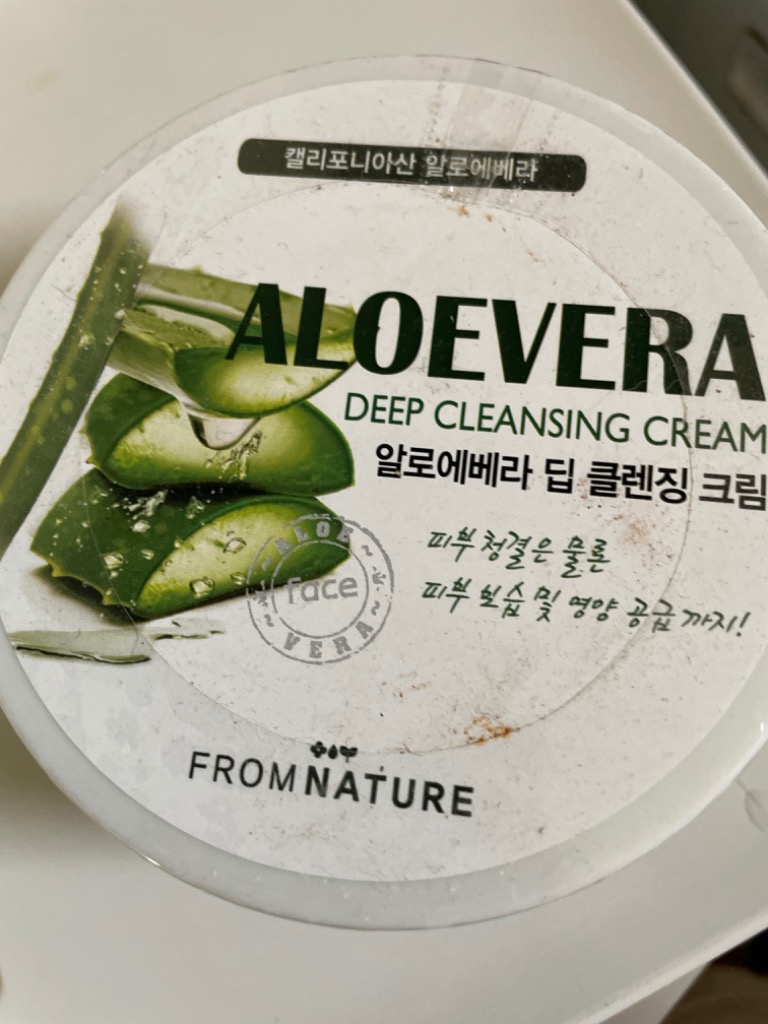 캘리포니아산 알로에베라
ALOEVERA
DEEP CLEANSING CREAM
알로에베라 딥 클렌징 크림
피부청결은 물론
피부 보습 및 영양 공급 까지!
ALOE
face
VERA
FROMNATURE